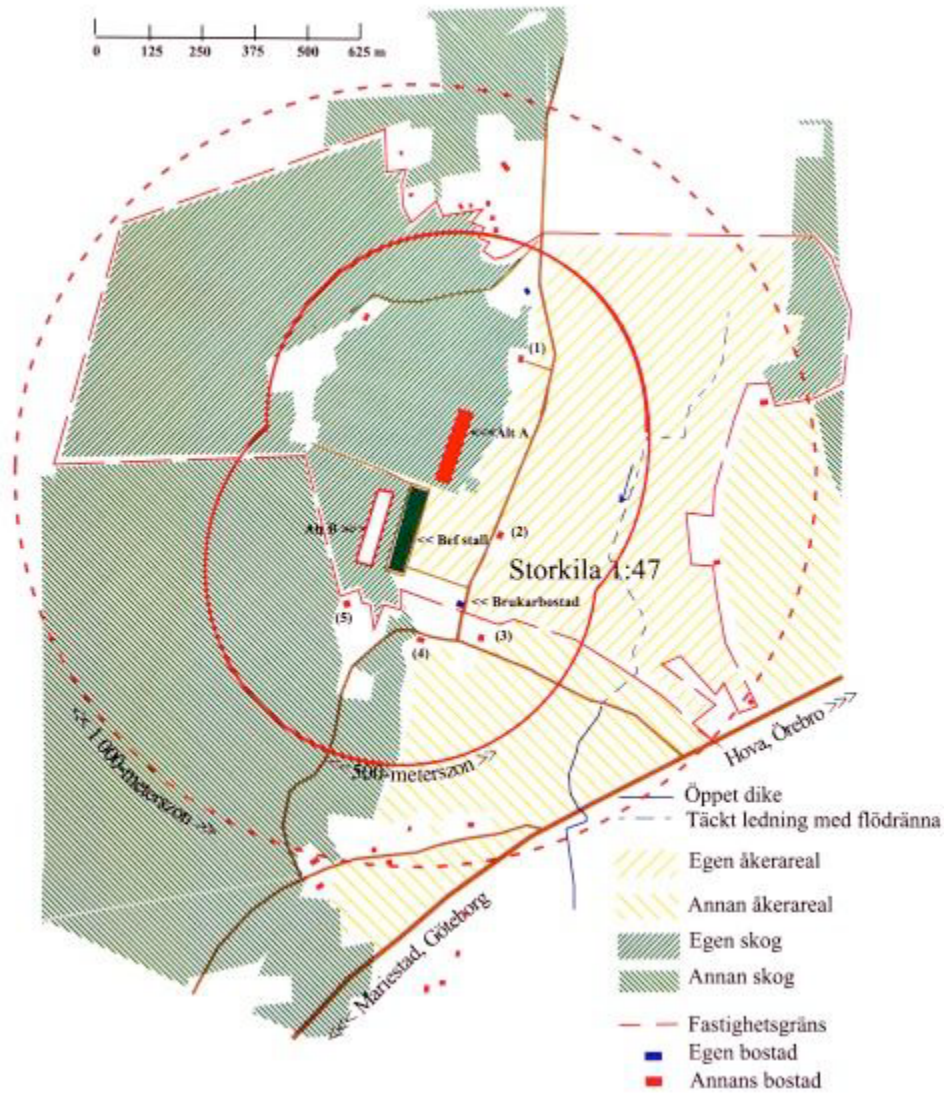 0 125 250 375 500 625 m
(1)
<<<Alt A
Alt B >>>
<< Bef stall
(2)
Storkila 1:47
<< Brukarbostad
(5)
(4)
(3)
<< 500-meterszon >>
<< 1 000-meterszon >>
Hova, Örebro >>>
<<< Mariestad, Göteborg
Öppet dike
Täckt ledning med flödränna
Egen åkerareal
Annan åkerareal
Egen skog
Annan skog
Fastighetsgräns
Egen bostad
Annans bostad